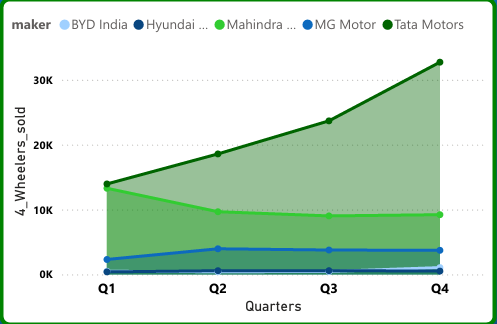 maker BYD India Hyundai ... Mahindra ... MG Motor Tata Motors
4_Wheelers_sold
30K
20K
10K
0K
Q1 Q2 Q3 Q4
Quarters